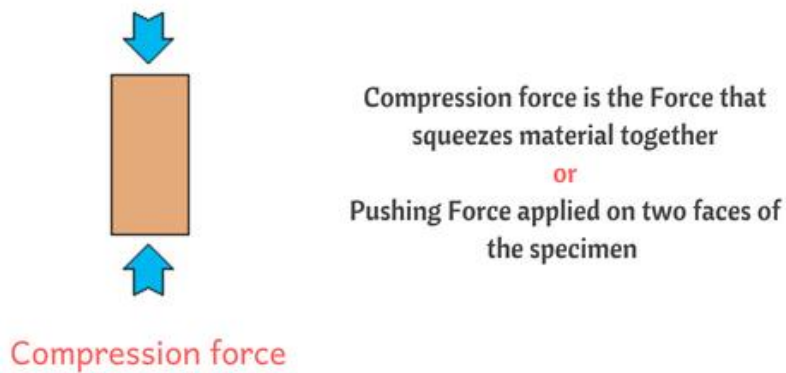 Compression force is the Force that
squeezes material together
or
Pushing Force applied on two faces of
the specimen
Compression force